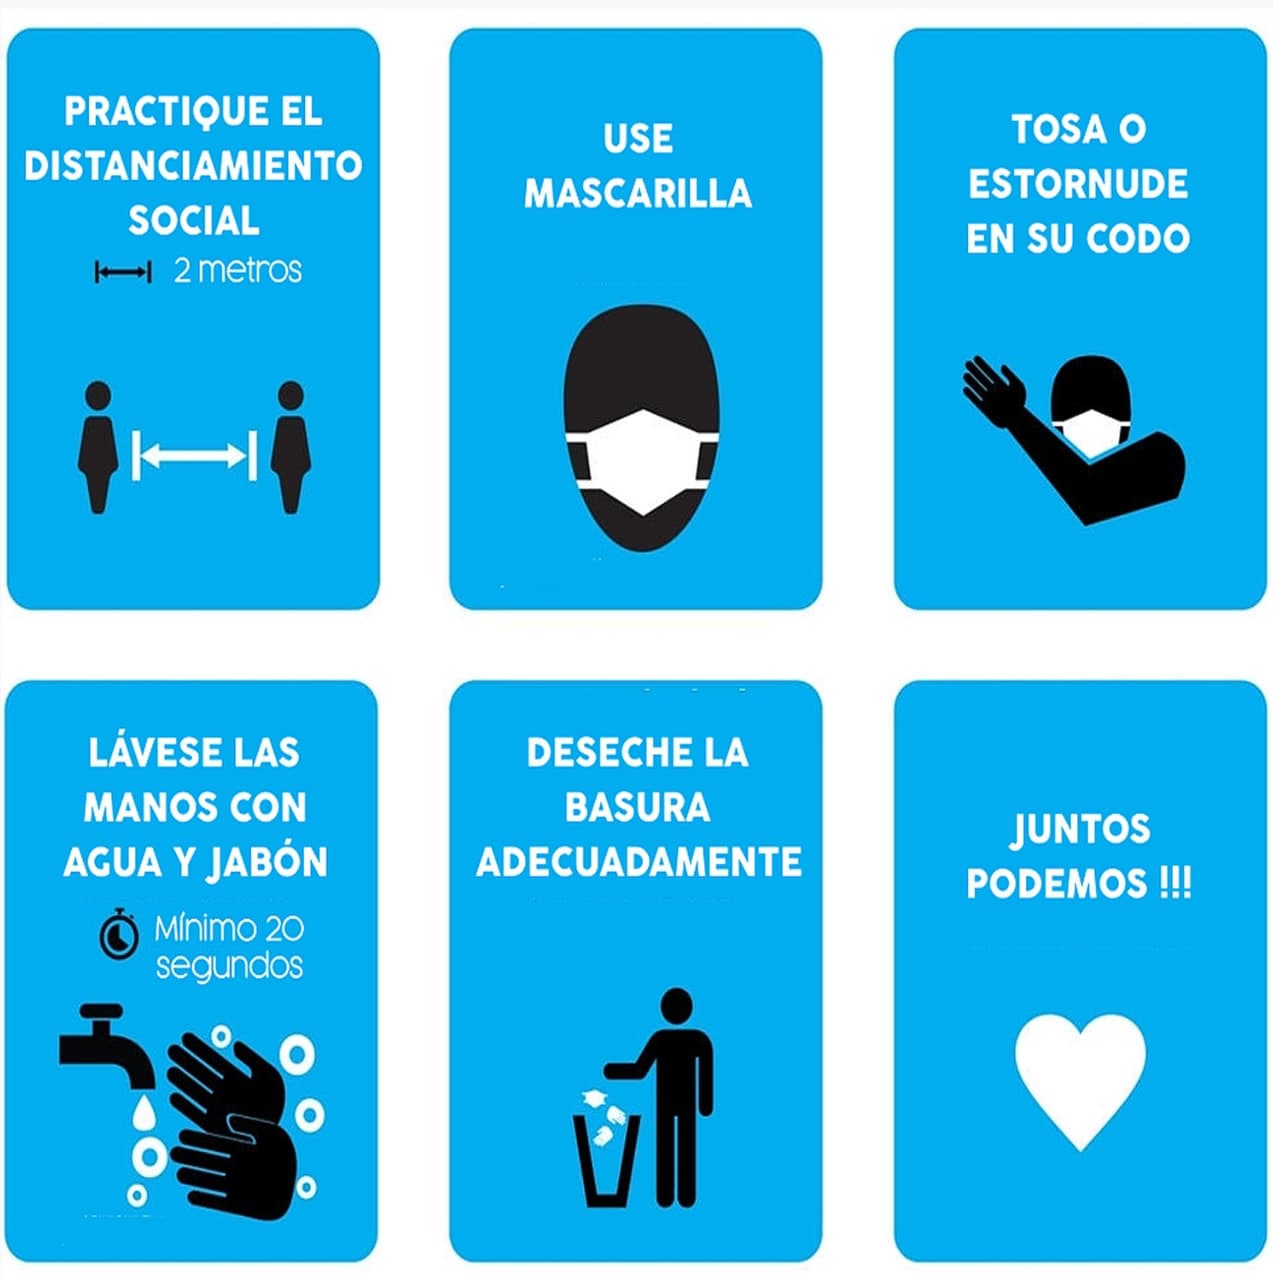 PRACTIQUE EL
DISTANCIAMIENTO
SOCIAL
2 metros
USE
MASCARILLA
TOSA O
ESTORNUDE
EN SU CODO
LÁVESE LAS
MANOS CON
AGUA Y JABÓN
Mínimo 20
segundos
DESECHE LA
BASURA
ADECUADAMENTE
JUNTOS
PODEMOS !!!